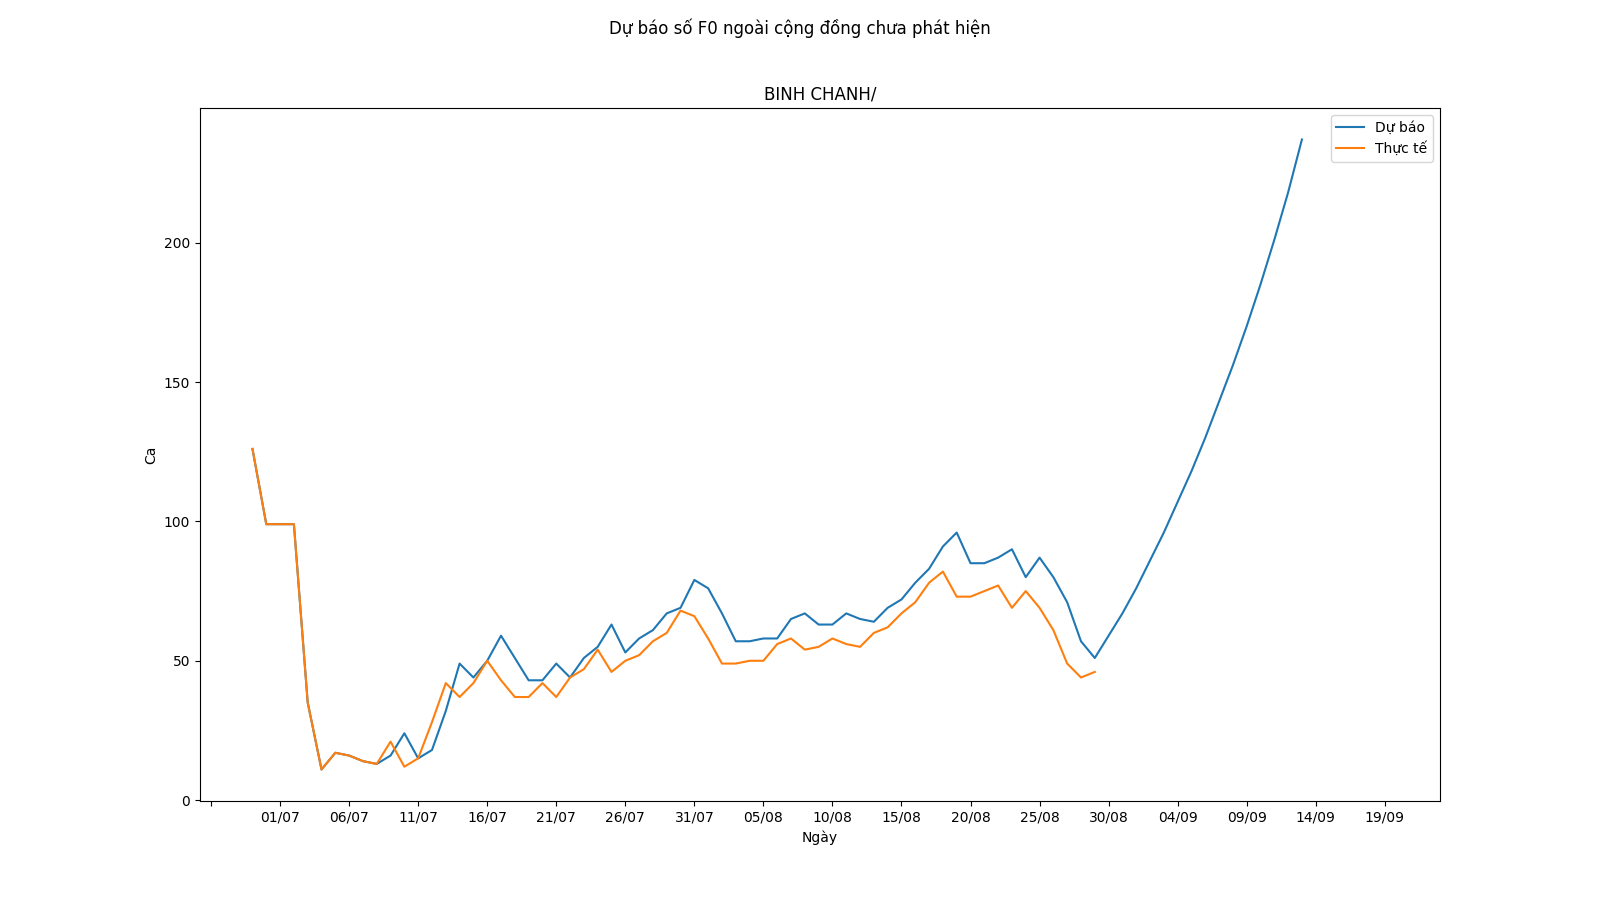 Dự báo số F0 ngoài cộng đồng chưa phát hiện
BINH CHANH/
Dự báo
Thực tế
200
150
100
50
0
Ca
01/07 06/07 11/07 16/07 21/07 26/07 31/07 05/08 10/08 15/08 20/08 25/08 30/08 04/09 09/09 14/09 19/09
Ngày